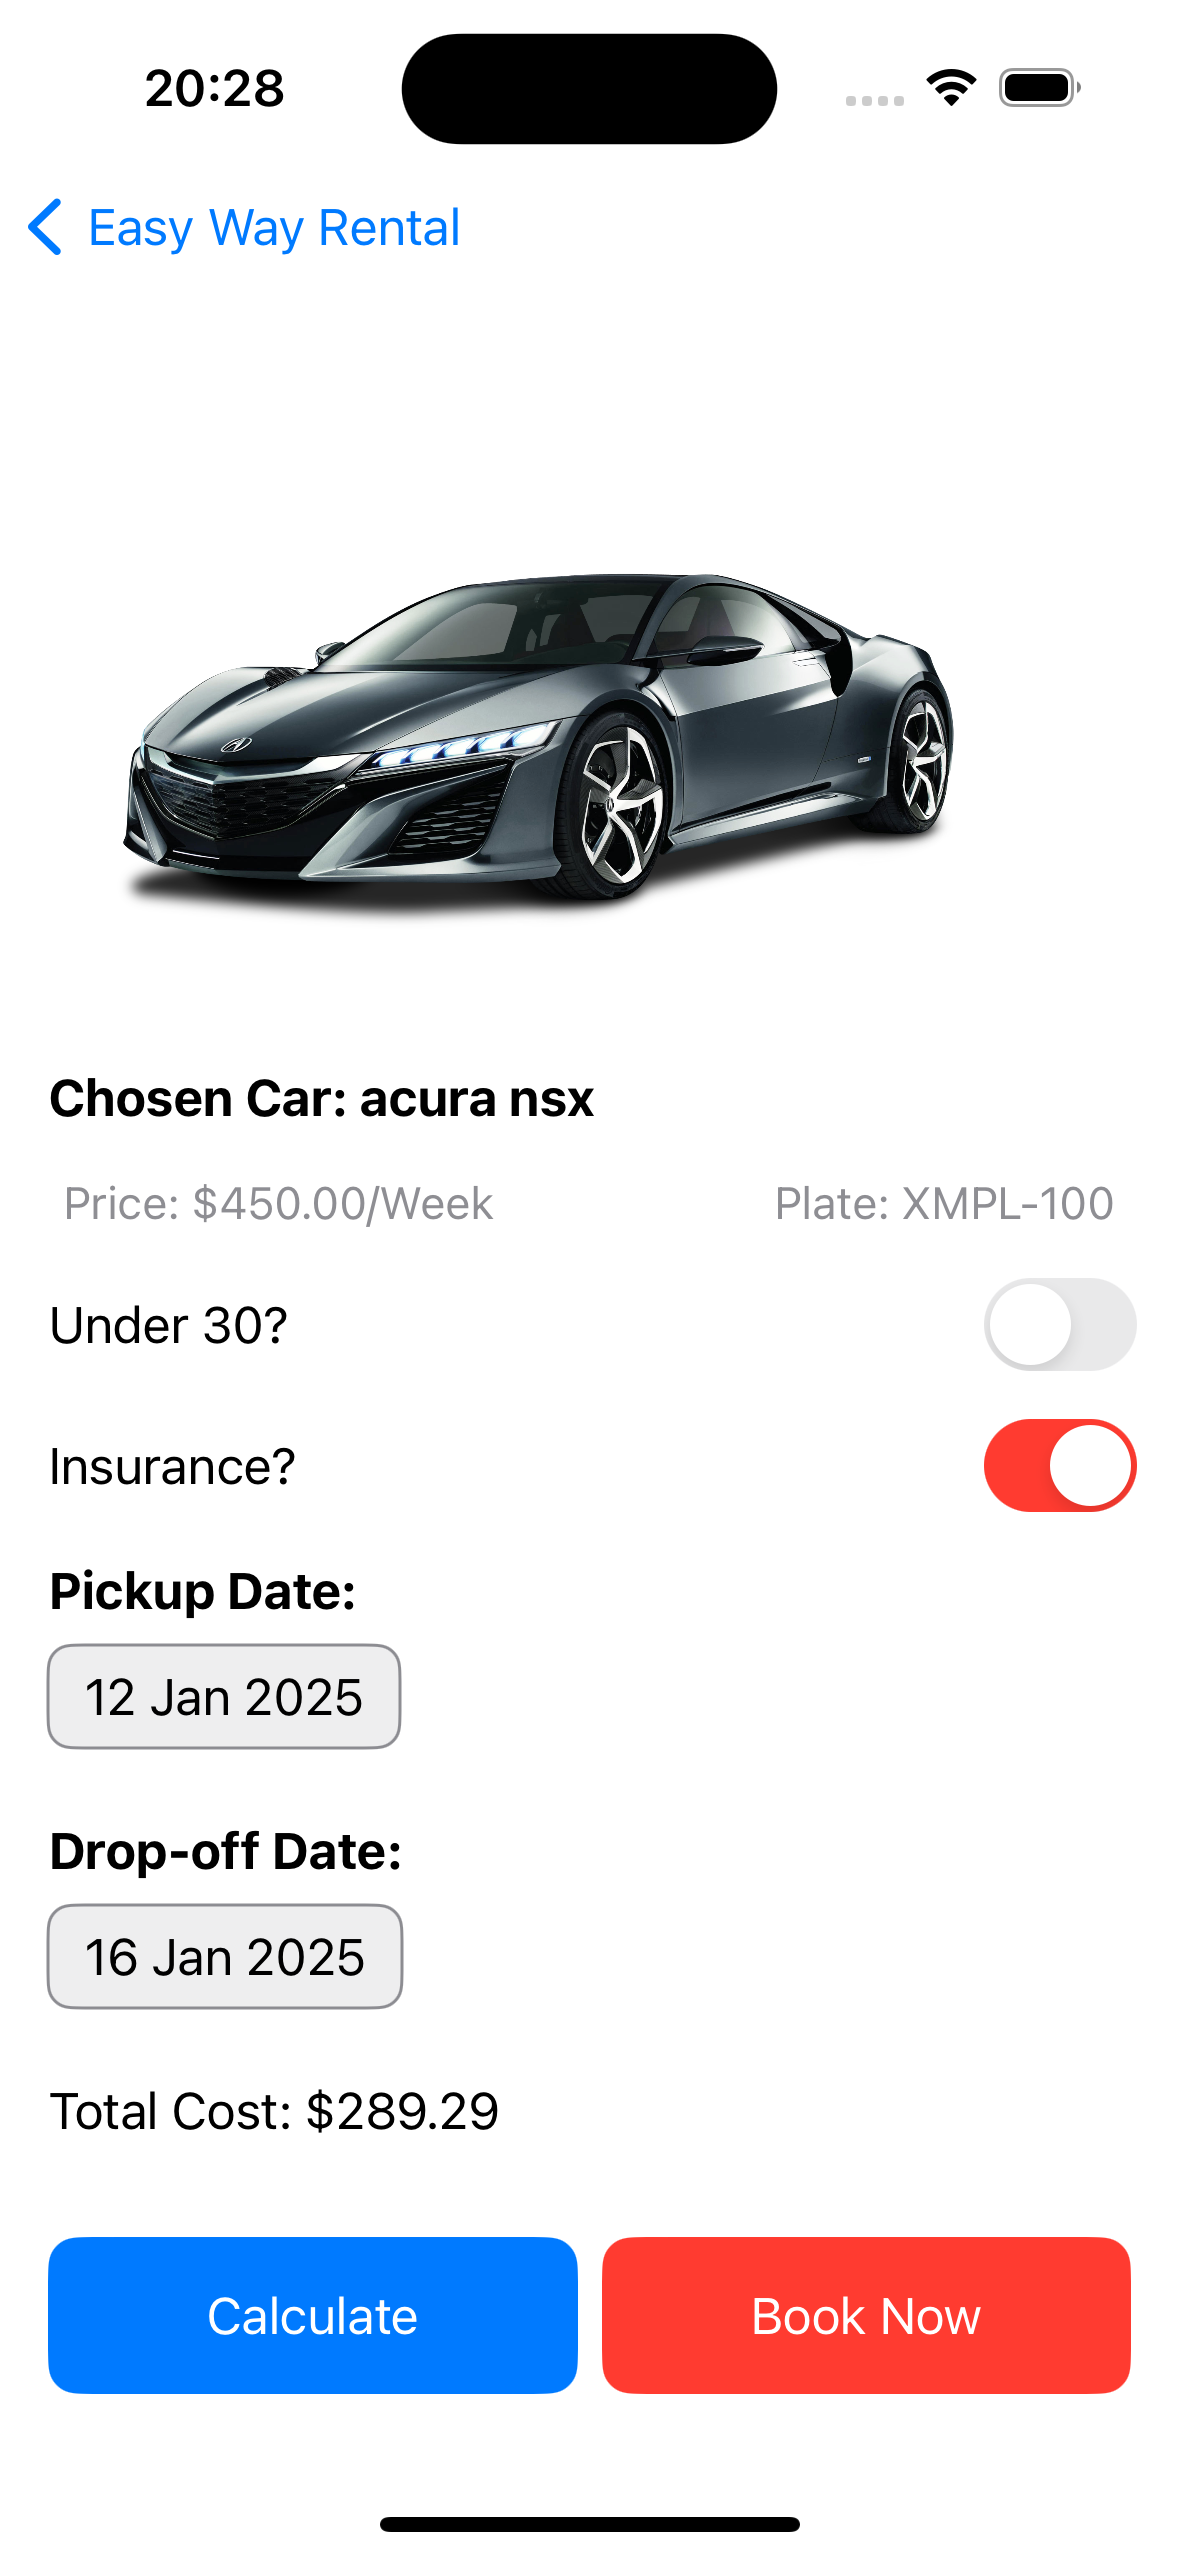 20:28
Easy Way Rental
Chosen Car: acura nsx
Price: $450.00/Week Plate: XMPL-100
Under 30?
Insurance?
Pickup Date:
12 Jan 2025
Drop-off Date:
16 Jan 2025
Total Cost: $289.29
Calculate Book Now